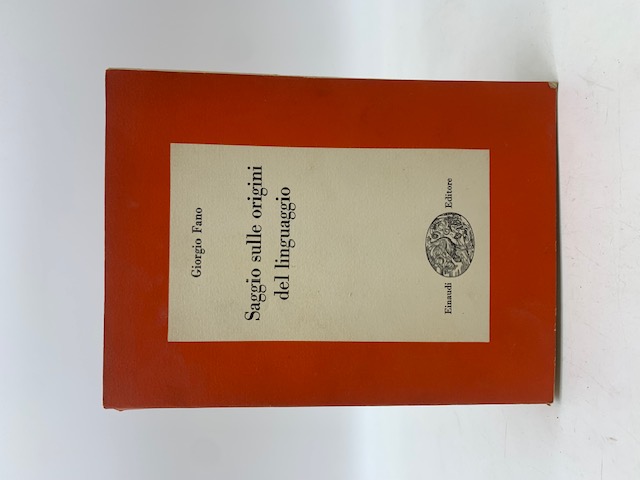 Giorgio Fano
Saggio sulle origini
del linguaggio
Einaudi Editore